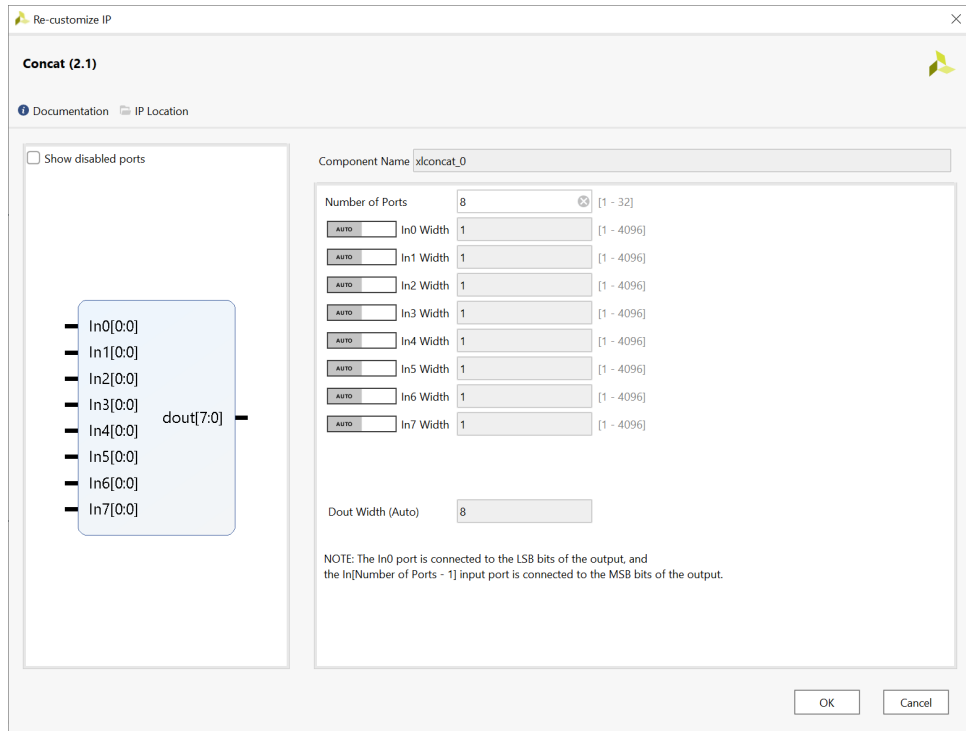 Re-customize IP
Concat (2.1)
Documentation IP Location
Show disabled ports
In0[0:0]
In1[0:0]
In2[0:0]
In3[0:0]
In4[0:0]
In5[0:0]
In6[0:0]
In7[0:0]
dout[7:0]
Component Name xlconcat_0
Number of Ports 8 [1 - 32]
AUTO In0 Width 1 [1 - 4096]
AUTO In1 Width 1 [1 - 4096]
AUTO In2 Width 1 [1 - 4096]
AUTO In3 Width 1 [1 - 4096]
AUTO In4 Width 1 [1 - 4096]
AUTO In5 Width 1 [1 - 4096]
AUTO In6 Width 1 [1 - 4096]
AUTO In7 Width 1 [1 - 4096]
Dout Width (Auto) 8
NOTE: The In0 port is connected to the LSB bits of the output, and
the In[Number of Ports - 1] input port is connected to the MSB bits of the output.
OK Cancel